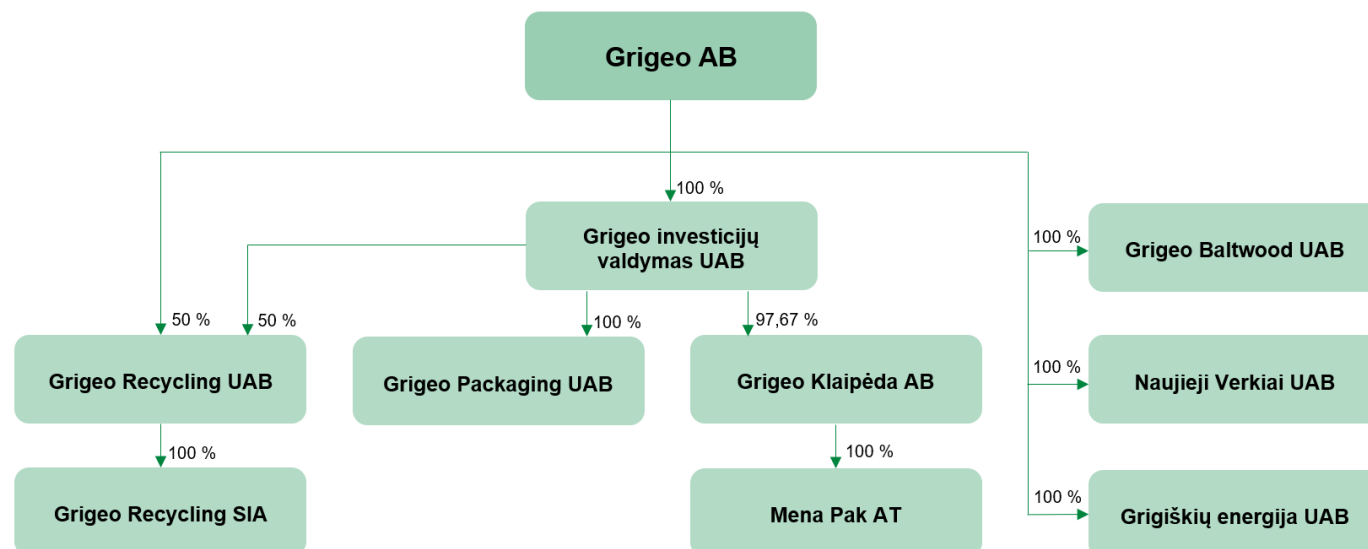 Grigeo AB
100 %
Grigeo investicijų
valdymas UAB
100 %
Grigeo Baltwood UAB
50 %
50 %
100 %
97,67 %
Grigeo Recycling UAB
Grigeo Packaging UAB
Grigeo Klaipėda AB
100 %
Naujieji Verkiai UAB
100 %
100 %
Grigeo Recycling SIA
Mena Pak AT
100 %
Grigiškių energija UAB